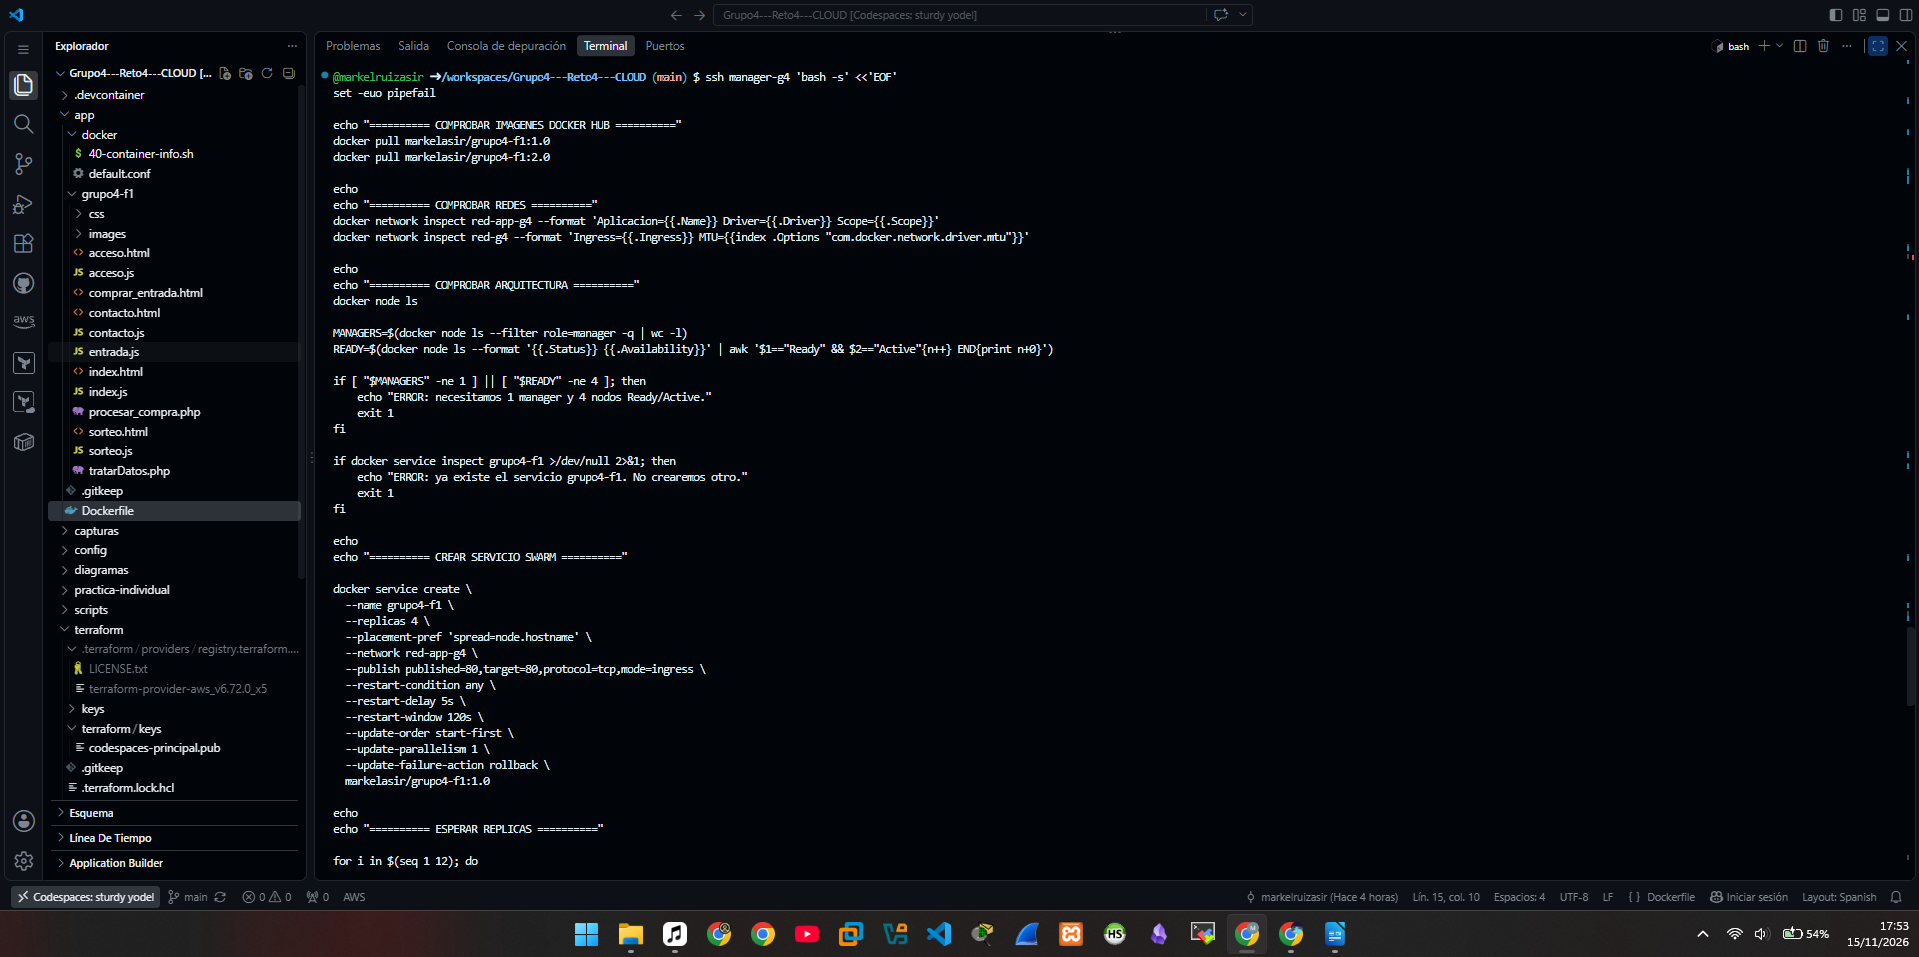 Grupo4---Reto4---CLOUD [Codespaces: sturdy yodel]
Explorador
Problemas Salida Consola de depuración Terminal Puertos
bash
Grupo4---Reto4---CLOUD [...
.devcontainer
app
docker
$ 40-container-info.sh
default.conf
grupo4-f1
css
images
<> acceso.html
JS acceso.js
<> comprar_entrada.html
<> contacto.html
JS contacto.js
JS entrada.js
<> index.html
JS index.js
procesar_compra.php
<> sorteo.html
JS sorteo.js
tratarDatos.php
.gitkeep
Dockerfile
capturas
config
diagramas
practica-individual
scripts
terraform
.terraform / providers / registry.terraform....
LICENSE.txt
terraform-provider-aws_v6.72.0_x5
keys
terraform / keys
codespaces-principal.pub
.gitkeep
.terraform.lock.hcl
Esquema
Línea De Tiempo
Application Builder
aws
@markelruizasir ➜/workspaces/Grupo4---Reto4---CLOUD (main) $ ssh manager-g4 'bash -s' <<'EOF'
set -euo pipefail
echo "========== COMPROBAR IMAGENES DOCKER HUB =========="
docker pull markelasir/grupo4-f1:1.0
docker pull markelasir/grupo4-f1:2.0
echo
echo "========== COMPROBAR REDES =========="
docker network inspect red-app-g4 --format 'Aplicacion={{.Name}} Driver={{.Driver}} Scope={{.Scope}}'
docker network inspect red-g4 --format 'Ingress={{.Ingress}} MTU={{index .Options "com.docker.network.driver.mtu"}}'
echo
echo "========== COMPROBAR ARQUITECTURA =========="
docker node ls
MANAGERS=$(docker node ls --filter role=manager -q | wc -l)
READY=$(docker node ls --format '{{.Status}} {{.Availability}}' | awk '$1=="Ready" && $2=="Active"{n++} END{print n+0}')
if [ "$MANAGERS" -ne 1 ] || [ "$READY" -ne 4 ]; then
echo "ERROR: necesitamos 1 manager y 4 nodos Ready/Active."
exit 1
fi
if docker service inspect grupo4-f1 >/dev/null 2>&1; then
echo "ERROR: ya existe el servicio grupo4-f1. No crearemos otro."
exit 1
fi
echo
echo "========== CREAR SERVICIO SWARM =========="
docker service create \
--name grupo4-f1 \
--replicas 4 \
--placement-pref 'spread=node.hostname' \
--network red-app-g4 \
--publish published=80,target=80,protocol=tcp,mode=ingress \
--restart-condition any \
--restart-delay 5s \
--restart-window 120s \
--update-order start-first \
--update-parallelism 1 \
--update-failure-action rollback \
markelasir/grupo4-f1:1.0
echo
echo "========== ESPERAR REPLICAS =========="
for i in $(seq 1 12); do
Codespaces: sturdy yodel main 0 0 0 AWS
markelruizasir (Hace 4 horas) Lín. 15, col. 10 Espacios: 4 UTF-8 LF { } Dockerfile Iniciar sesión Layout: Spanish
HS
54%
17:53
15/11/2026